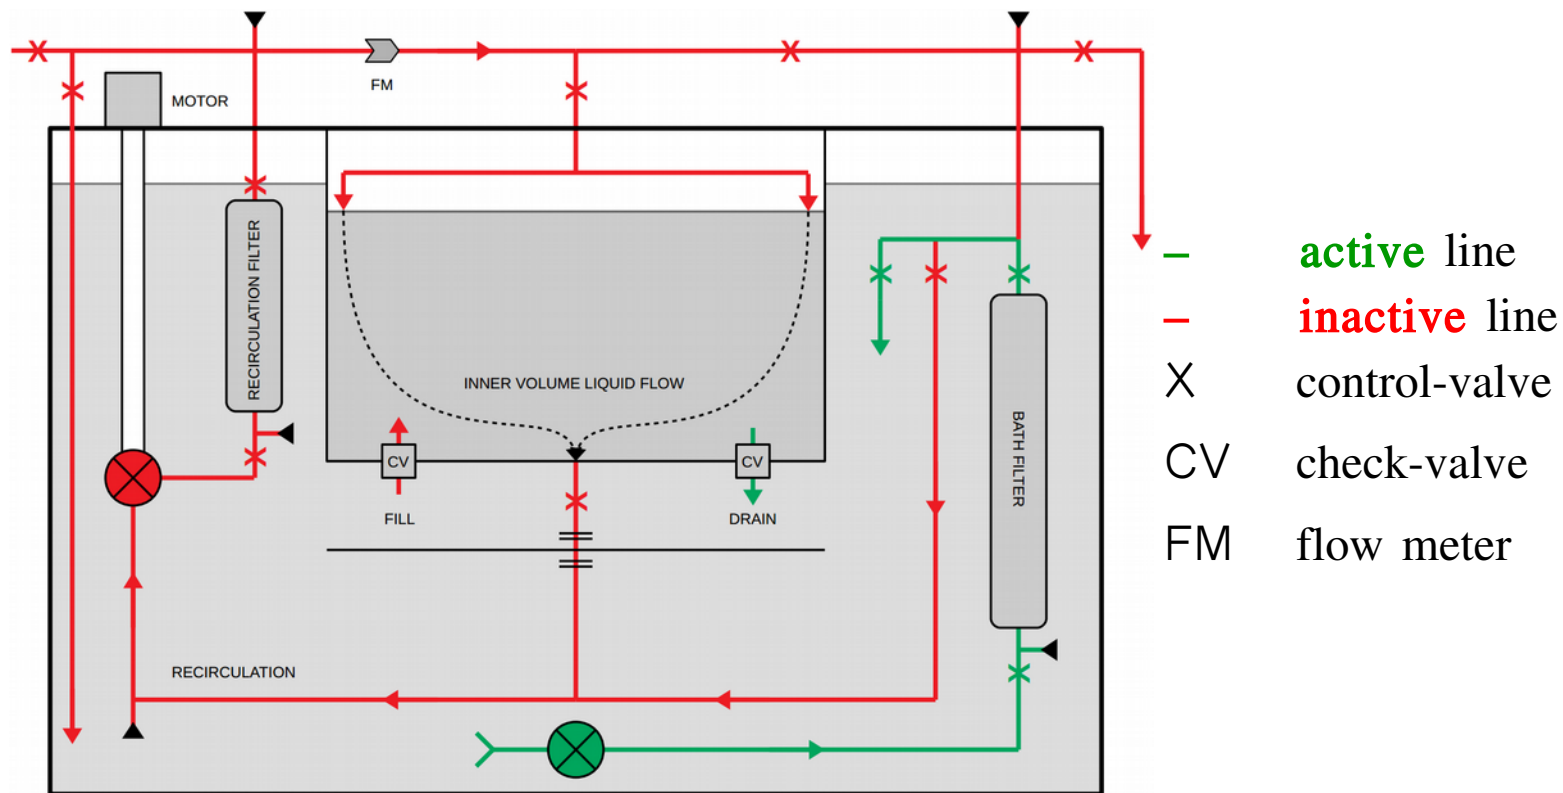 FM
MOTOR
RECIRCULATION FILTER
INNER VOLUME LIQUID FLOW
CV
CV
FILL
DRAIN
BATH FILTER
RECIRCULATION
– active line
– inactive line
X control-valve
CV check-valve
FM flow meter